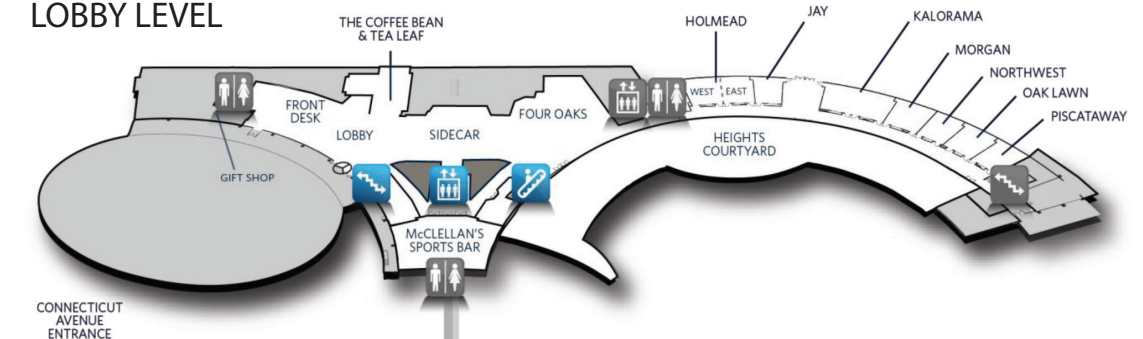 LOBBY LEVEL
THE COFFEE BEAN
& TEA LEAF
HOLMEAD
JAY
KALORAMA
MORGAN
NORTHWEST
OAK LAWN
PISCATAWAY
WEST
EAST
FRONT
DESK
LOBBY
SIDECAR
FOUR OAKS
HEIGHTS
COURTYARD
GIFT SHOP
McCLELLAN'S
SPORTS BAR
CONNECTICUT
AVENUE
ENTRANCE